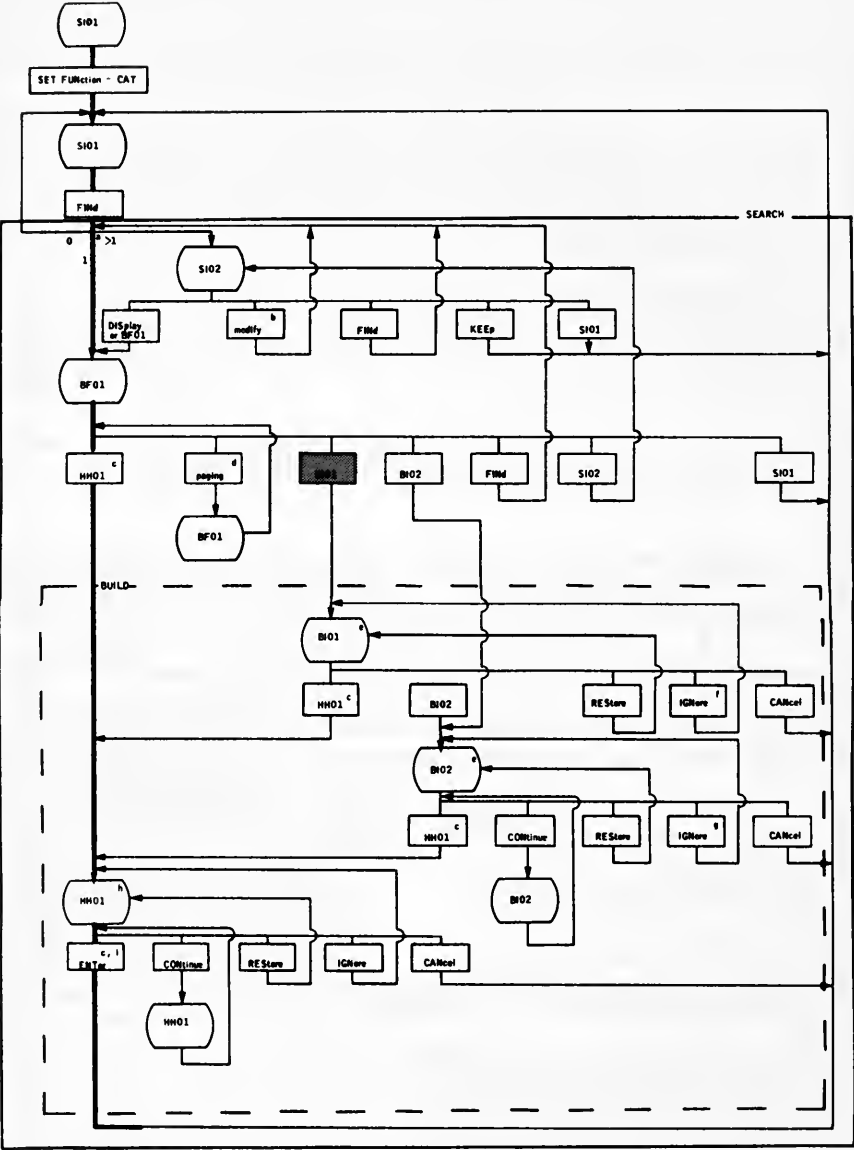 SI01
SET FUNction - CAT
SI01
FINd
SEARCH
0
a
>1
1
SI02
DISplay
or BF01
modify b
FINd
KEEp
SI01
BF01
HH01 c
paging d
BI02
FINd
SI02
SI01
BF01
BUILD
BI01 e
HH01 c
BI02
REStore
IGNore f
CANcel
BI02 e
HH01 c
CONtinue
REStore
IGNore g
CANcel
BI02
HH01 h
ENTer c, i
CONtinue
REStore
IGNore
CANcel
HH01